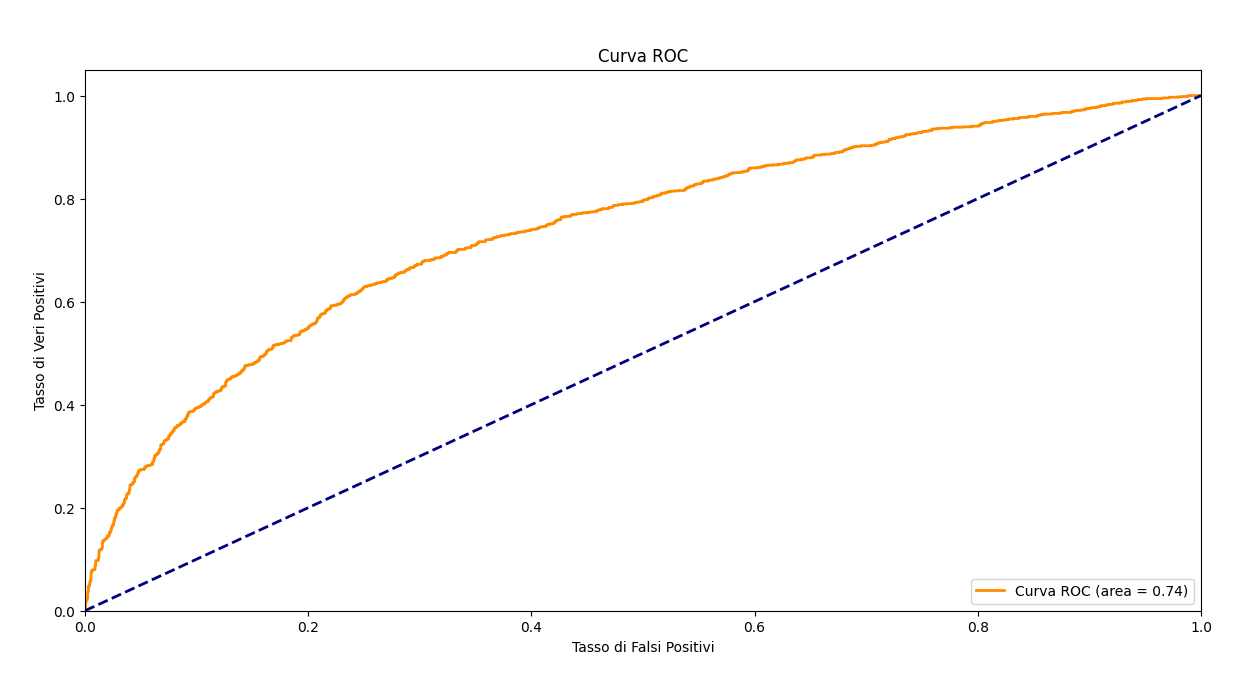 Curva ROC
1.0
0.8
0.6
0.4
0.2
0.0
Tasso di Veri Positivi
0.0 0.2 0.4 0.6 0.8 1.0
Tasso di Falsi Positivi
Curva ROC (area = 0.74)